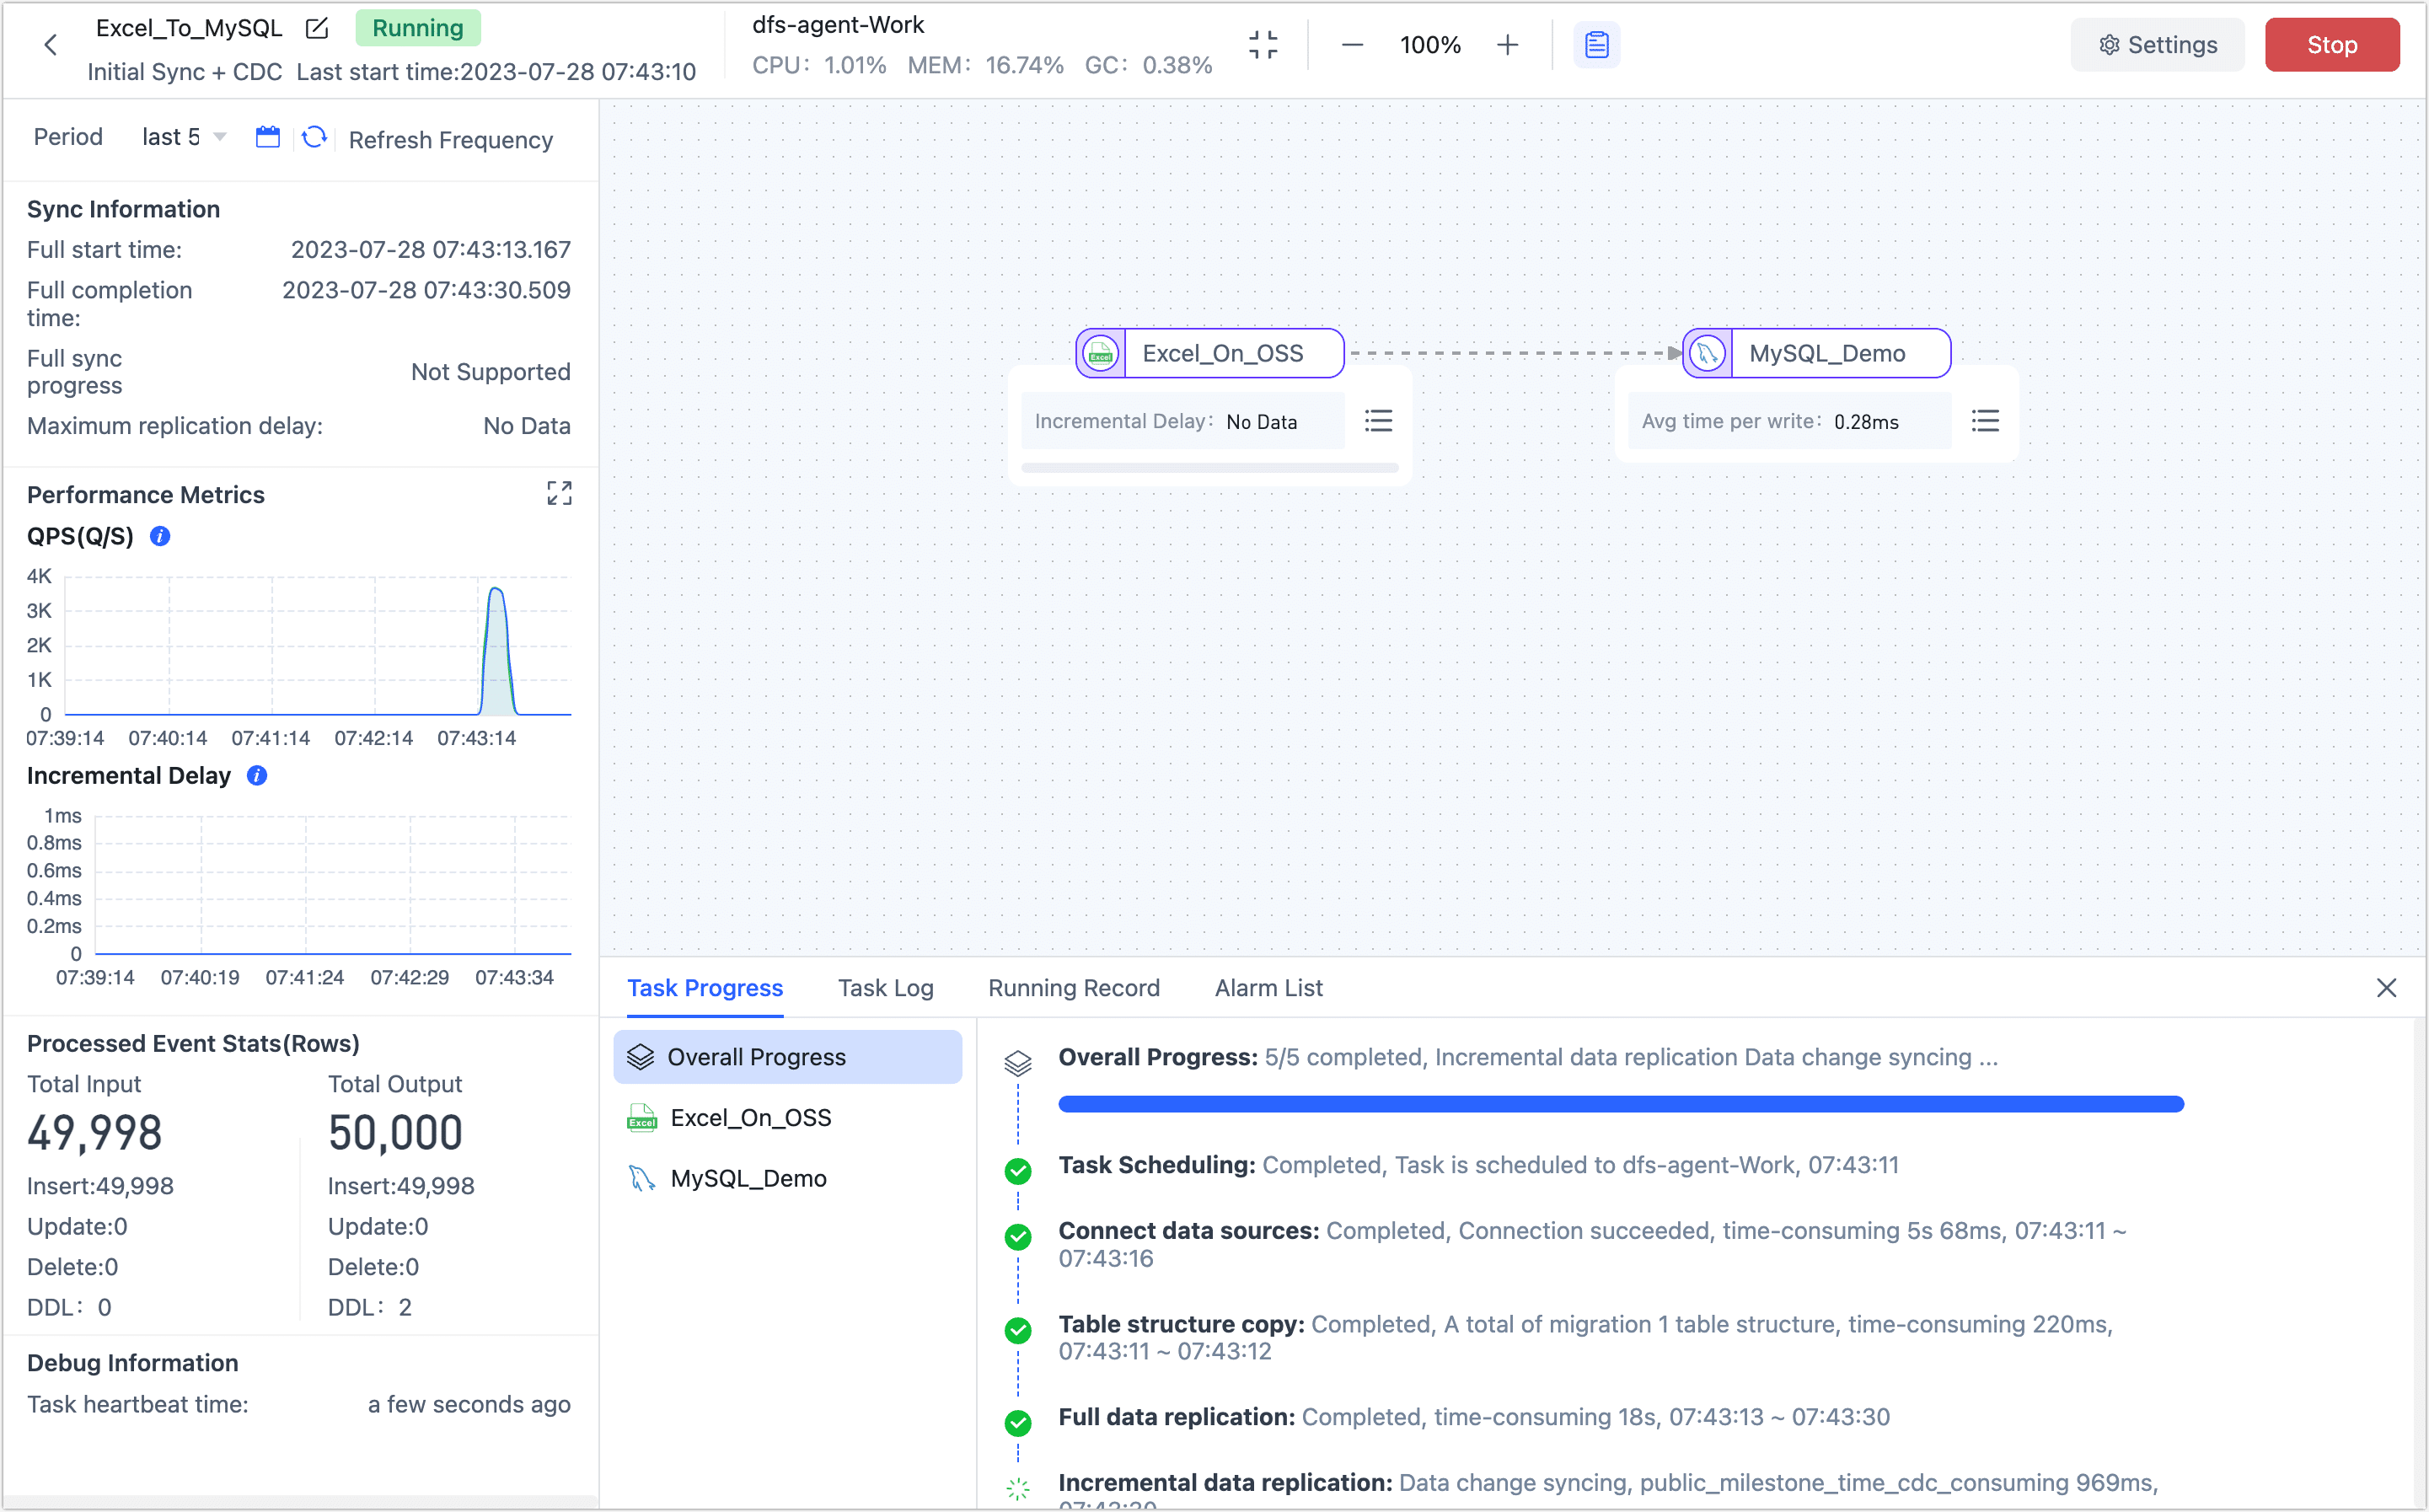 Excel_To_MySQL
Running
Initial Sync + CDC Last start time:2023-07-28 07:43:10
dfs-agent-Work
CPU: 1.01% MEM: 16.74% GC: 0.38%
100%
Settings
Stop
Period
last 5
Refresh Frequency
Sync Information
Full start time: 2023-07-28 07:43:13.167
Full completion time: 2023-07-28 07:43:30.509
Full sync progress Not Supported
Maximum replication delay: No Data
Performance Metrics
QPS(Q/S)
4K
3K
2K
1K
0
07:39:14 07:40:14 07:41:14 07:42:14 07:43:14
Incremental Delay
1ms
0.8ms
0.6ms
0.4ms
0.2ms
0
07:39:14 07:40:19 07:41:24 07:42:29 07:43:34
Processed Event Stats(Rows)
Total Input Total Output
49,998 50,000
Insert:49,998 Insert:49,998
Update:0 Update:0
Delete:0 Delete:0
DDL: 0 DDL: 2
Debug Information
Task heartbeat time: a few seconds ago
Excel
Excel_On_OSS
MySQL_Demo
Incremental Delay: No Data
Avg time per write: 0.28ms
Task Progress
Task Log
Running Record
Alarm List
Overall Progress
Excel
Excel_On_OSS
MySQL_Demo
Overall Progress: 5/5 completed, Incremental data replication Data change syncing ...
Task Scheduling: Completed, Task is scheduled to dfs-agent-Work, 07:43:11
Connect data sources: Completed, Connection succeeded, time-consuming 5s 68ms, 07:43:11 ~
07:43:16
Table structure copy: Completed, A total of migration 1 table structure, time-consuming 220ms,
07:43:11 ~ 07:43:12
Full data replication: Completed, time-consuming 18s, 07:43:13 ~ 07:43:30
Incremental data replication: Data change syncing, public_milestone_time_cdc_consuming 969ms,
07:43:30